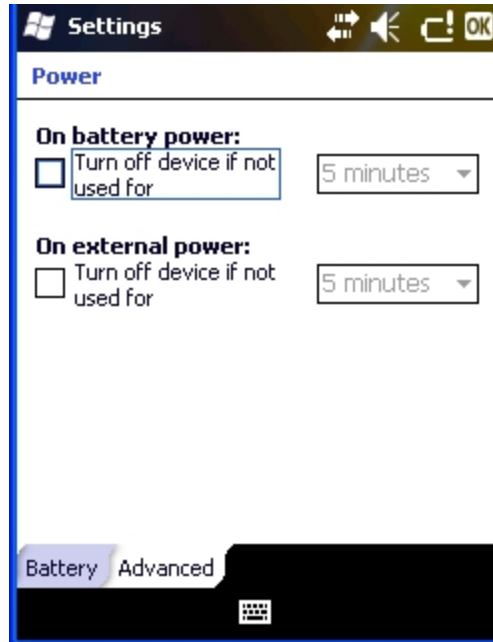 Settings OK
Power
On battery power:
Turn off device if not
used for
5 minutes
On external power:
Turn off device if not
used for
5 minutes
Battery Advanced